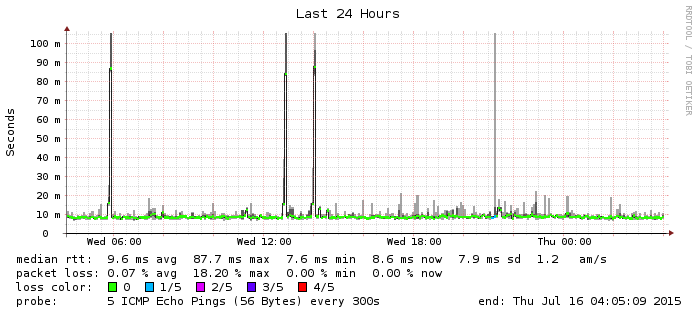 Last 24 Hours
RRDTOOL / TOBI OETIKER
Seconds
100 m
90 m
80 m
70 m
60 m
50 m
40 m
30 m
20 m
10 m
0
Wed 06:00 Wed 12:00 Wed 18:00 Thu 00:00
median rtt: 9.6 ms avg 87.7 ms max 7.6 ms min 8.6 ms now 7.9 ms sd 1.2 am/s
packet loss: 0.07 % avg 18.20 % max 0.00 % min 0.00 % now
loss color: 0 1/5 2/5 3/5 4/5
probe: 5 ICMP Echo Pings (56 Bytes) every 300s end: Thu Jul 16 04:05:09 2015